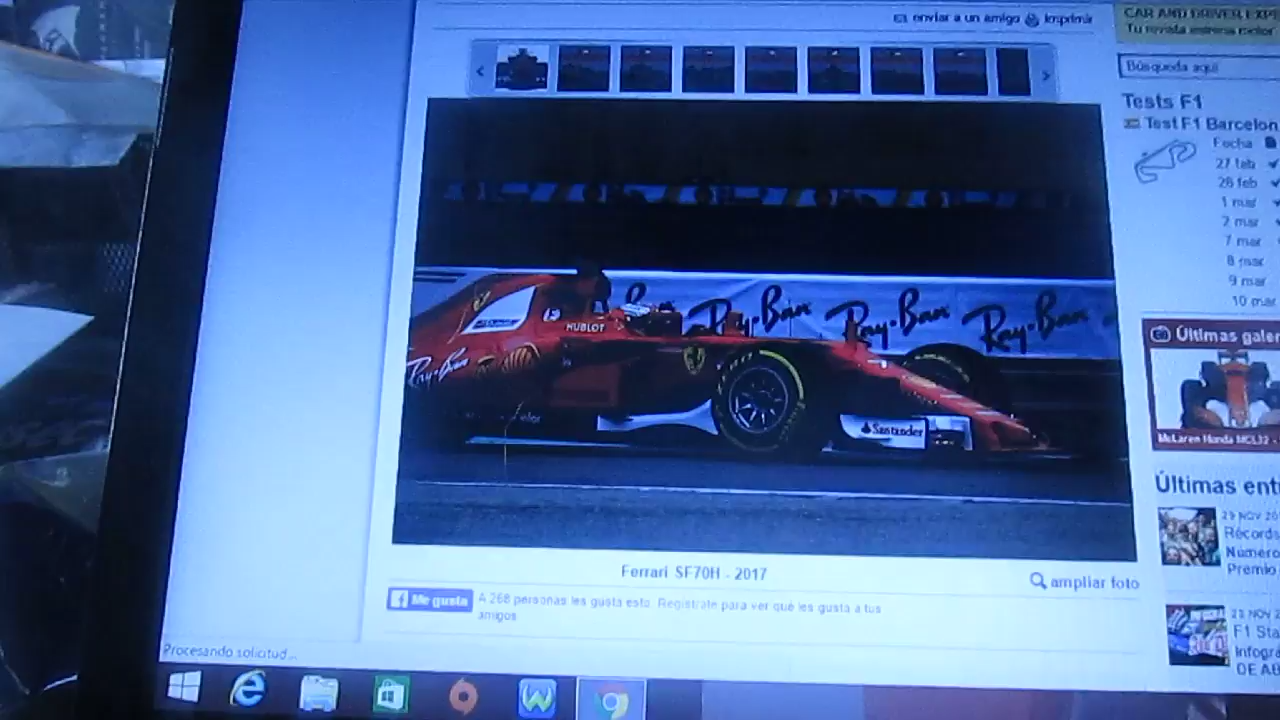 enviar a un amigo imprimir
CAR AND DRIVER
Tu revista
Búsqueda aquí
Tests F1
Test F1 Barcelon
Fecha
27 feb
28 feb
1 mar
2 mar
7 mar
8 mar
9 mar
10 mar
Ray-Ban Ray-Ban Ray-Ban
HUBLOT
Ray-Ban
Santander
Últimas galer
McLaren Honda MCL32 -
Últimas ent
Ferrari SF70H - 2017
ampliar foto
Me gusta
A 268 personas les gusta esto. Regístrate para ver qué les gusta a tus
amigos
Récords
Número
Premio
F1 Sta
Infogra
DE AB
Procesando solicitud...